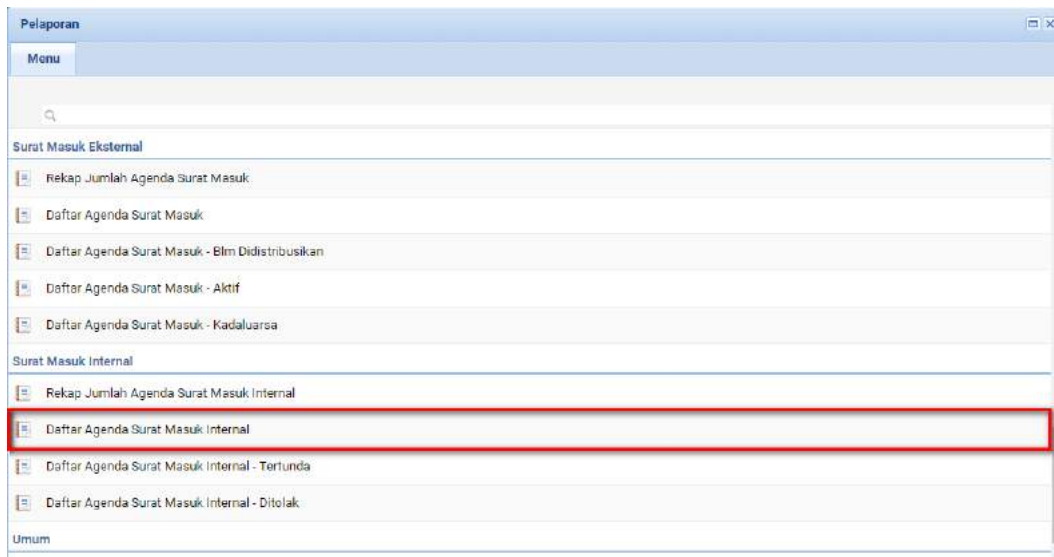 Pelaporan
Menu
Surat Masuk Eksternal
Rekap Jumlah Agenda Surat Masuk
Daftar Agenda Surat Masuk
Daftar Agenda Surat Masuk - Blm Didistribusikan
Daftar Agenda Surat Masuk - Aktif
Daftar Agenda Surat Masuk - Kadaluarsa
Surat Masuk Internal
Rekap Jumlah Agenda Surat Masuk Internal
Daftar Agenda Surat Masuk Internal
Daftar Agenda Surat Masuk Internal - Tertunda
Daftar Agenda Surat Masuk Internal - Ditolak
Umum